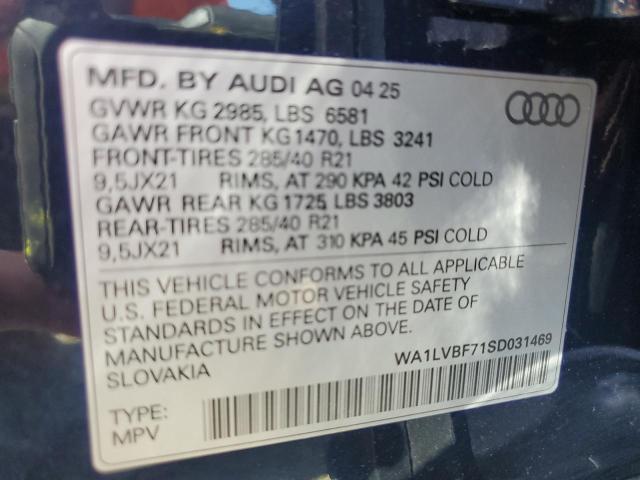 MFD. BY AUDI AG 04 25
GVWR KG 2985, LBS 6581
GAWR FRONT KG 1470, LBS 3241
FRONT-TIRES 285/40 R21
9,5JX21 RIMS, AT 290 KPA 42 PSI COLD
GAWR REAR KG 1725, LBS 3803
REAR-TIRES 285/40 R21
9,5JX21 RIMS, AT 310 KPA 45 PSI COLD
THIS VEHICLE CONFORMS TO ALL APPLICABLE
U.S. FEDERAL MOTOR VEHICLE SAFETY
STANDARDS IN EFFECT ON THE DATE OF
MANUFACTURE SHOWN ABOVE.
SLOVAKIA WA1LVBF71SD031469
TYPE:
MPV